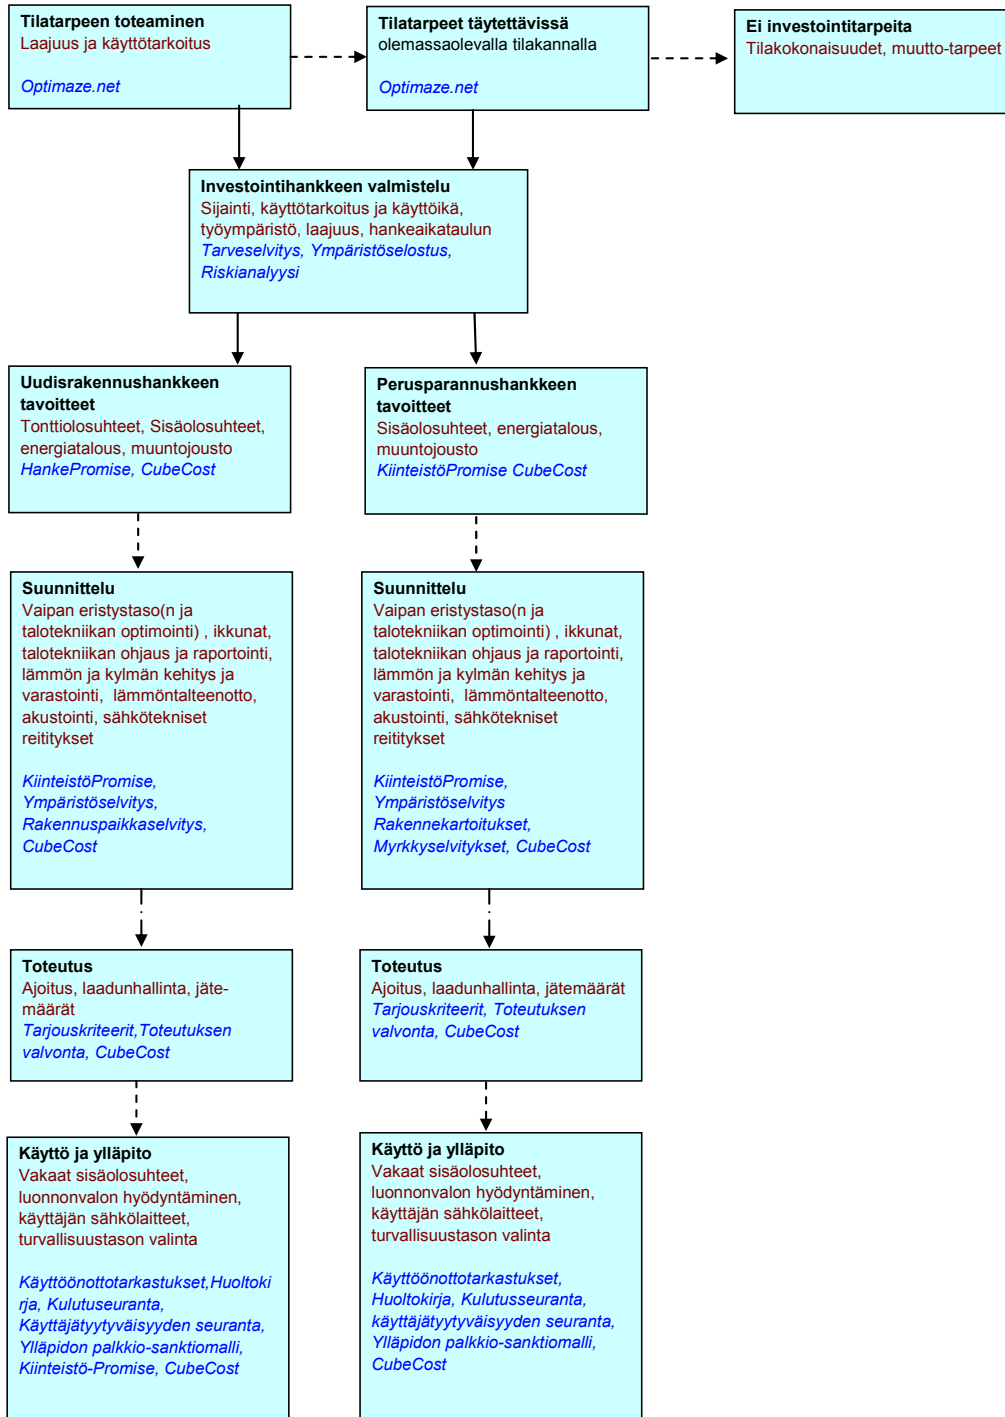 Tilatarpeen toteaminen
Laajuus ja käyttötarkoitus
Optimaze.net
Tilatarpeet täytettävissä
olemassaolevalla tilakannalla
Optimaze.net
Ei investointitarpeita
Tilakokonaisuudet, muutto-tarpeet
Investointihankkeen valmistelu
Sijainti, käyttötarkoitus ja käyttöikä,
työympäristö, laajuus, hankeaikataulun
Tarveselvitys, Ympäristöselostus,
Riskianalyysi
Uudisrakennushankkeen
tavoitteet
Tonttiolosuhteet, Sisäolosuhteet,
energiatalous, muuntojousto
HankePromise, CubeCost
Perusparannushankkeen
tavoitteet
Sisäolosuhteet, energiatalous,
muuntojousto
KiinteistöPromise CubeCost
Suunnittelu
Vaipan eristystaso(n ja
talotekniikan optimointi) , ikkunat,
talotekniikan ohjaus ja raportointi,
lämmön ja kylmän kehitys ja
varastointi, lämmöntalteenotto,
akustointi, sähkötekniset
reititykset
KiinteistöPromise,
Ympäristöselvitys,
Rakennuspaikkaselvitys,
CubeCost
Suunnittelu
Vaipan eristystaso(n ja
talotekniikan optimointi) , ikkunat,
talotekniikan ohjaus ja raportointi,
lämmön ja kylmän kehitys ja
varastointi, lämmöntalteenotto,
akustointi, sähkötekniset
reititykset
KiinteistöPromise,
Ympäristöselvitys
Rakennekartoitukset,
Myrkkyselvitykset, CubeCost
Toteutus
Ajoitus, laadunhallinta, jäte-
määrät
Tarjouskriteerit,Toteutuksen
valvonta, CubeCost
Toteutus
Ajoitus, laadunhallinta, jätemäärät
Tarjouskriteerit, Toteutuksen
valvonta, CubeCost
Käyttö ja ylläpito
Vakaat sisäolosuhteet,
luonnonvalon hyödyntäminen,
käyttäjän sähkölaitteet,
turvallisuustason valinta
Käyttöönottotarkastukset,Huoltoki
rja, Kulutuseuranta,
Käyttäjätyytyväisyyden seuranta,
Ylläpidon palkkio-sanktiomalli,
Kiinteistö-Promise, CubeCost
Käyttö ja ylläpito
Vakaat sisäolosuhteet,
luonnonvalon hyödyntäminen,
käyttäjän sähkölaitteet,
turvallisuustason valinta
Käyttöönottotarkastukset,
Huoltokirja, Kulutusseuranta,
käyttäjätyytyväisyyden seuranta,
Ylläpidon palkkio-sanktiomalli,
CubeCost